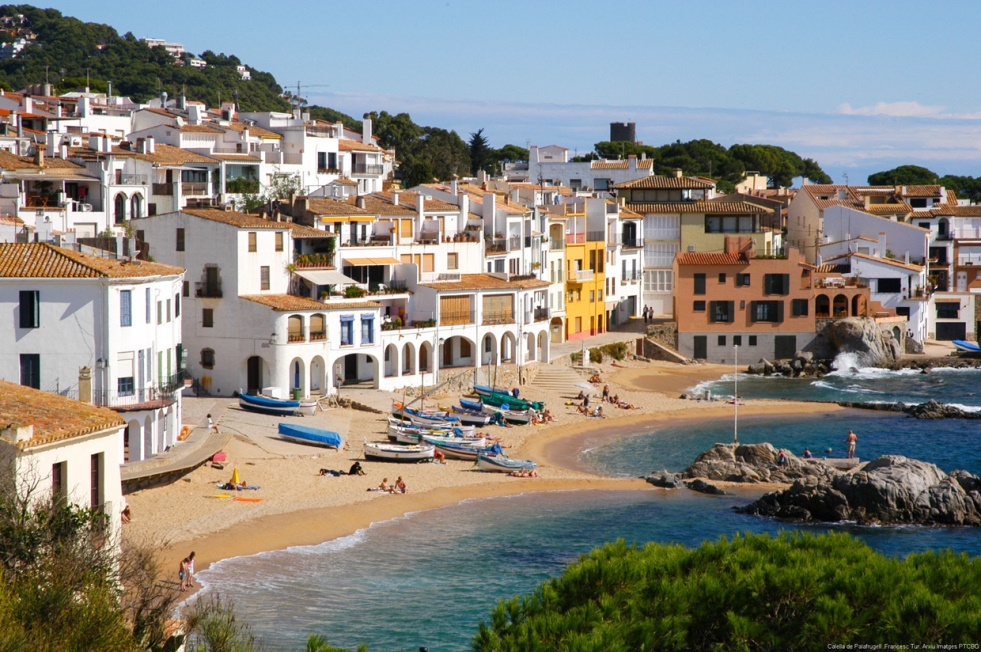 Calella de Palafrugell. Francesc Tur. Arxiu Imatges PTCBG